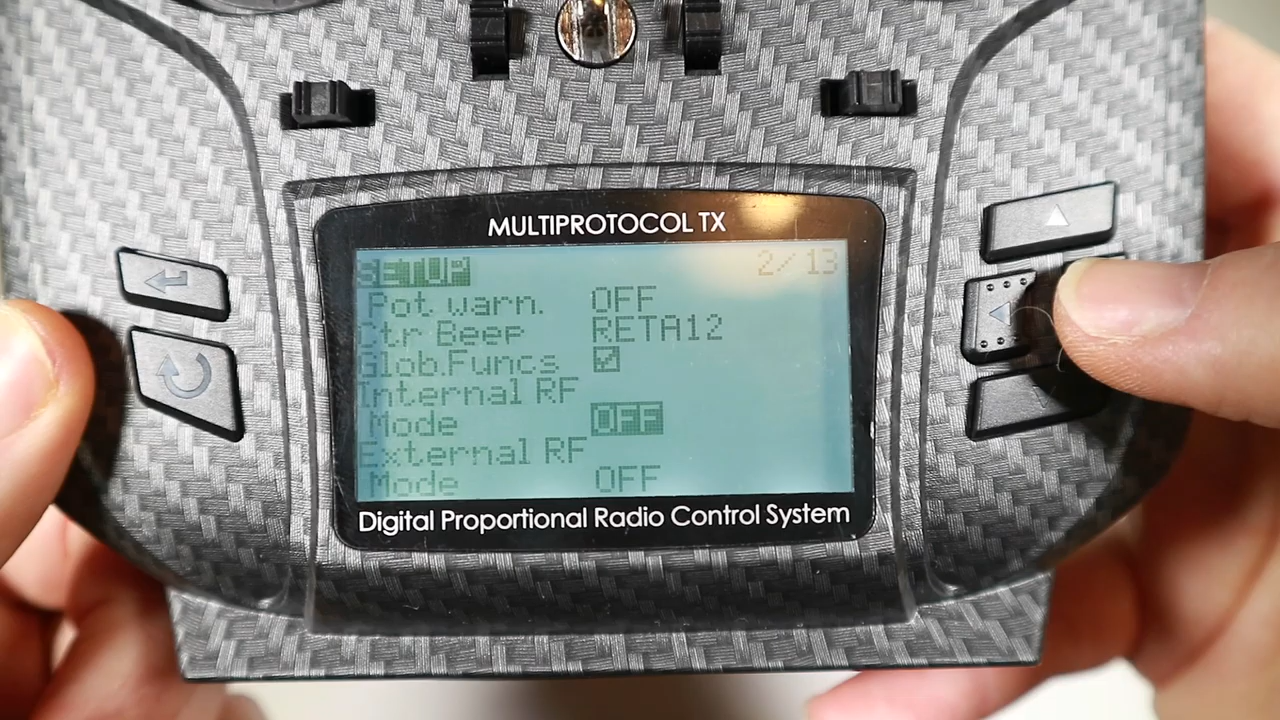 MULTIPROTOCOL TX
SETUP 2/13
Pot warn. OFF
Ctr Beep RETA12
Glob.Funcs
Internal RF
Mode OFF
External RF
Mode OFF
Digital Proportional Radio Control System